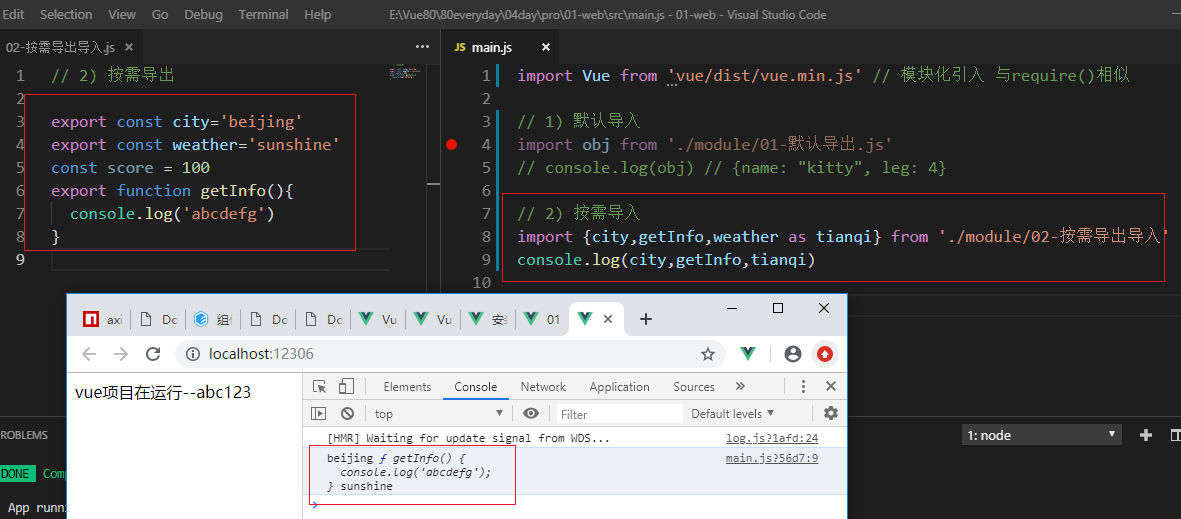 Edit Selection View Go Debug Terminal Help E:\Vue80\80everyday\04day\pro\01-web\src\main.js - 01-web - Visual Studio Code
02-按需导出导入.js ×
1 // 2) 按需导出
2
3 export const city='beijing'
4 export const weather='sunshine'
5 const score = 100
6 export function getInfo(){
7 console.log('abcdefg')
8 }
9
JS main.js ×
1 import Vue from 'vue/dist/vue.min.js' // 模块化引入 与require()相似
2
3 // 1) 默认导入
4 import obj from './module/01-默认导出.js'
5 // console.log(obj) // {name: "kitty", leg: 4}
6
7 // 2) 按需导入
8 import {city,getInfo,weather as tianqi} from './module/02-按需导出导入'
9 console.log(city,getInfo,tianqi)
10
axi Do 组件 Do Do Vu Vu 安 01
localhost:12306
vue项目在运行--abc123
Elements Console Network Application Sources »
top Filter Default levels
[HMR] Waiting for update signal from WDS... log.js?1afd:24
beijing ƒ getInfo() { main.js?56d7:9
console.log('abcdefg');
} sunshine
>
ROBLEMS
1: node
DONE Comp
App runni